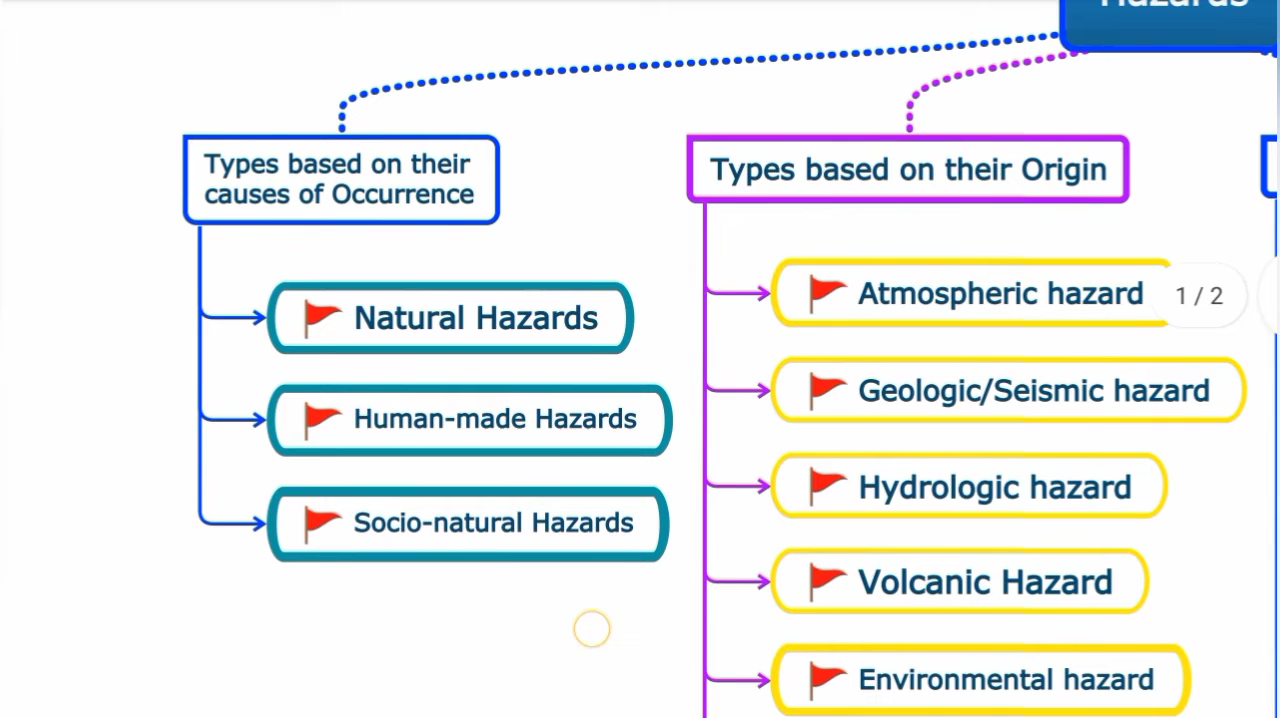 Hazards
Types based on their
causes of Occurrence
Natural Hazards
Human-made Hazards
Socio-natural Hazards
Types based on their Origin
Atmospheric hazard
1 / 2
Geologic/Seismic hazard
Hydrologic hazard
Volcanic Hazard
Environmental hazard